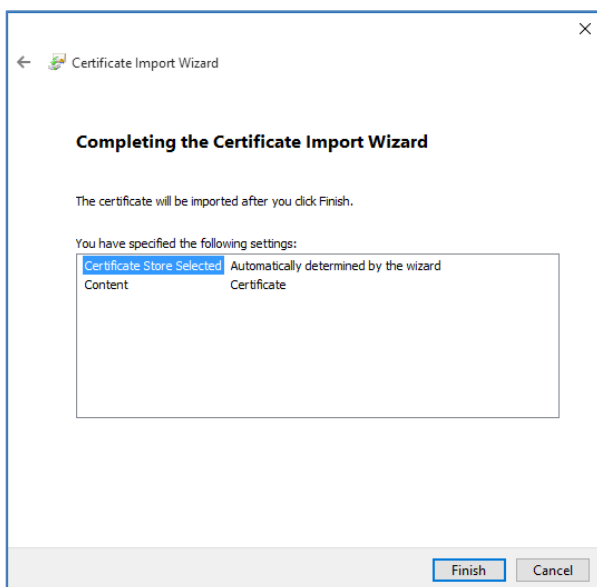 Certificate Import Wizard
Completing the Certificate Import Wizard
The certificate will be imported after you click Finish.
You have specified the following settings:
Certificate Store Selected Automatically determined by the wizard
Content Certificate
Finish Cancel